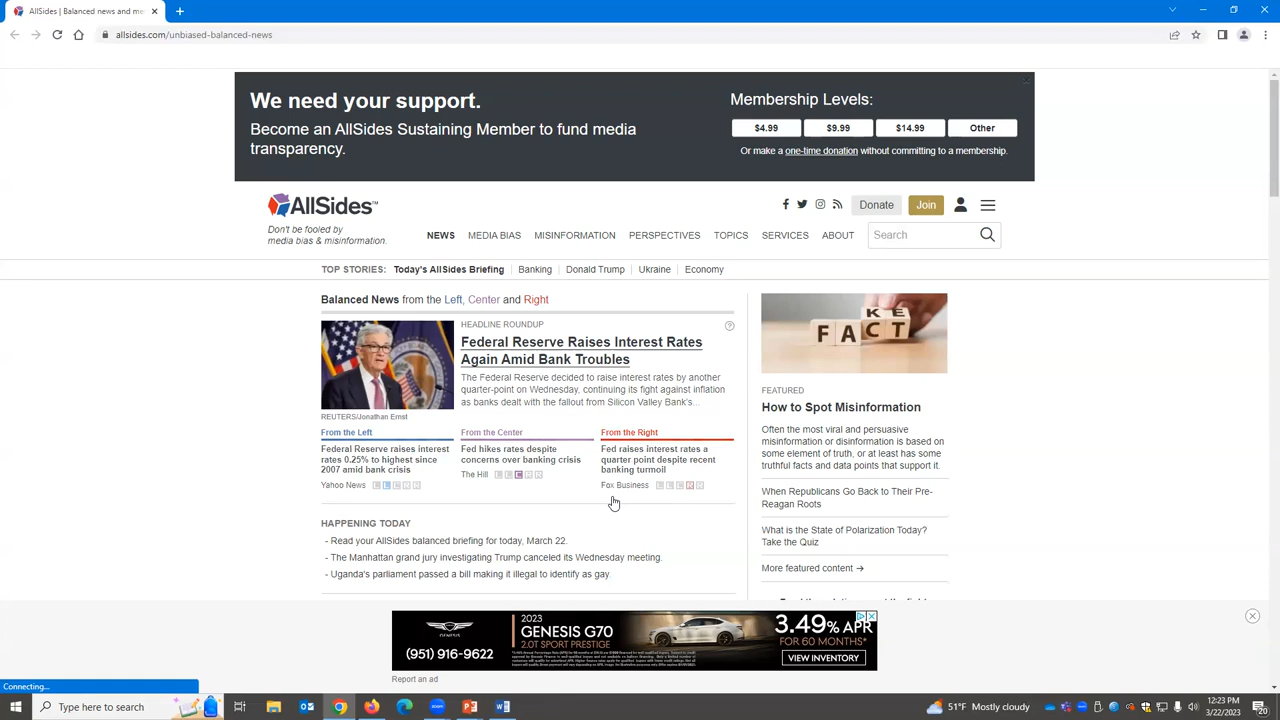 AllSides | Balanced news and me
allsides.com/unbiased-balanced-news
We need your support.
Become an AllSides Sustaining Member to fund media
transparency.
Membership Levels:
$4.99 $9.99 $14.99 Other
Or make a one-time donation without committing to a membership.
AllSides™
Don't be fooled by
media bias & misinformation.
Donate Join
NEWS MEDIA BIAS MISINFORMATION PERSPECTIVES TOPICS SERVICES ABOUT Search
TOP STORIES: Today's AllSides Briefing Banking Donald Trump Ukraine Economy
Balanced News from the Left, Center and Right
HEADLINE ROUNDUP
Federal Reserve Raises Interest Rates
Again Amid Bank Troubles
The Federal Reserve decided to raise interest rates by another
quarter-point on Wednesday, continuing its fight against inflation
as banks dealt with the fallout from Silicon Valley Bank's...
REUTERS/Jonathan Ernst
From the Left
Federal Reserve raises interest
rates 0.25% to highest since
2007 amid bank crisis
Yahoo News
From the Center
Fed hikes rates despite
concerns over banking crisis
The Hill
From the Right
Fed raises interest rates a
quarter point despite recent
banking turmoil
Fox Business
HAPPENING TODAY
- Read your AllSides balanced briefing for today, March 22.
- The Manhattan grand jury investigating Trump canceled its Wednesday meeting.
- Uganda's parliament passed a bill making it illegal to identify as gay.
FACT
KE
FEATURED
How to Spot Misinformation
Often the most viral and persuasive
misinformation or disinformation is based on
some element of truth, or at least has some
truthful facts and data points that support it.
When Republicans Go Back to Their Pre-
Reagan Roots
What is the State of Polarization Today?
Take the Quiz
More featured content →
GENESIS
(951) 916-9622
2023
GENESIS G70
2.0T SPORT PRESTIGE
3.49% APR
FOR 60 MONTHS*
VIEW INVENTORY
Report an ad
Connecting...
Type here to search
51°F Mostly cloudy
12:23 PM
3/22/2023
20